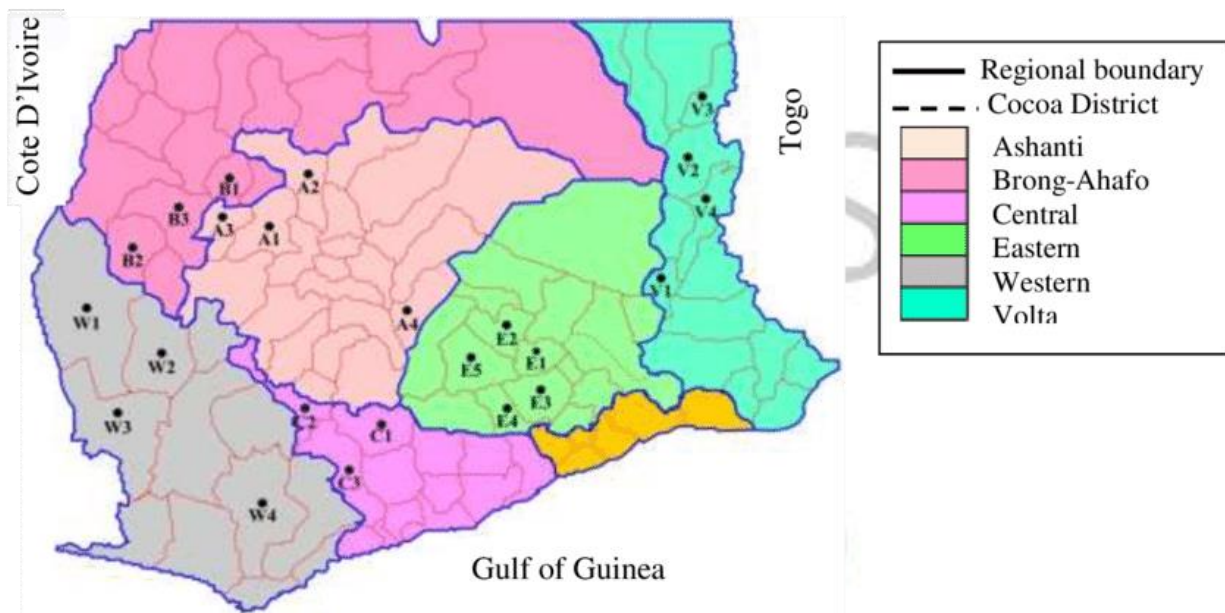 Cote D'Ivoire
Togo
Regional boundary
Cocoa District
Ashanti
Brong-Ahafo
Central
Eastern
Western
Volta
V3
V2
B1
A2
V4
B3
A3
A1
B2
V1
W1
A4
E2
W2
E5
E1
E3
W3
C2
E4
C1
C3
W4
Gulf of Guinea
S